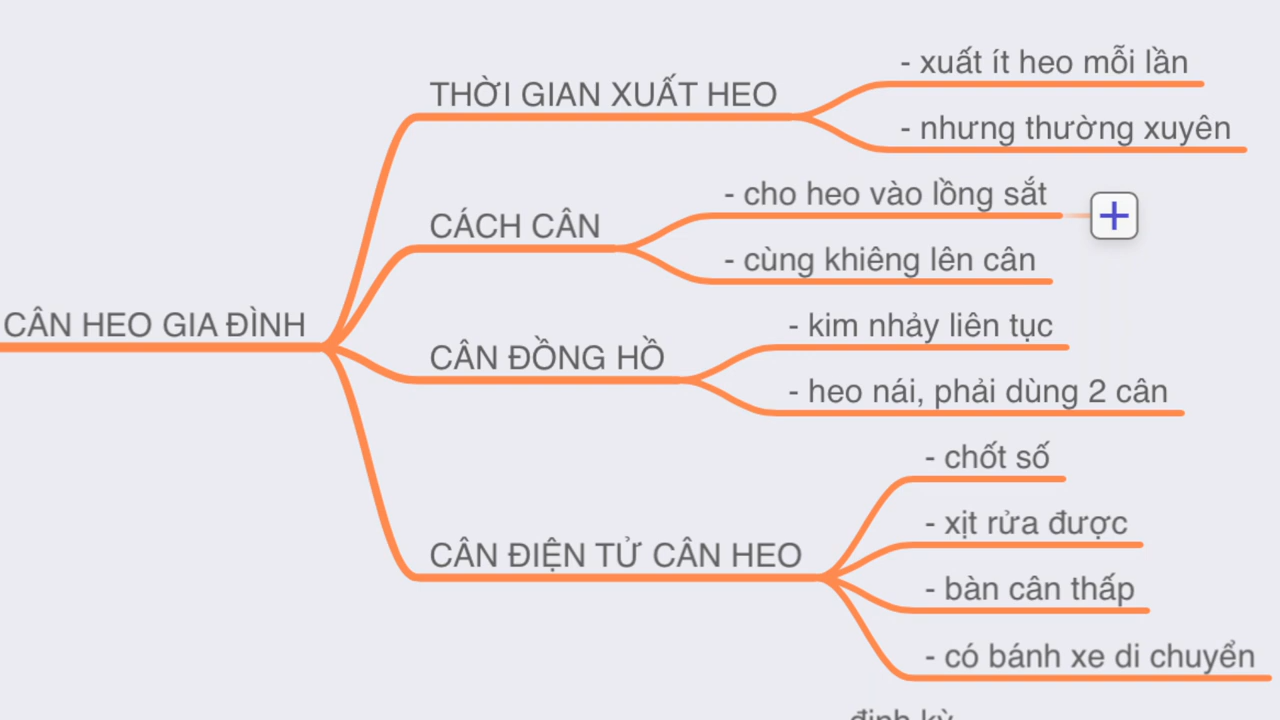 CÂN HEO GIA ĐÌNH
THỜI GIAN XUẤT HEO
- xuất ít heo mỗi lần
- nhưng thường xuyên
CÁCH CÂN
- cho heo vào lồng sắt
- cùng khiêng lên cân
CÂN ĐỒNG HỒ
- kim nhảy liên tục
- heo nái, phải dùng 2 cân
CÂN ĐIỆN TỬ CÂN HEO
- chốt số
- xịt rửa được
- bàn cân thấp
- có bánh xe di chuyển
định kỳ